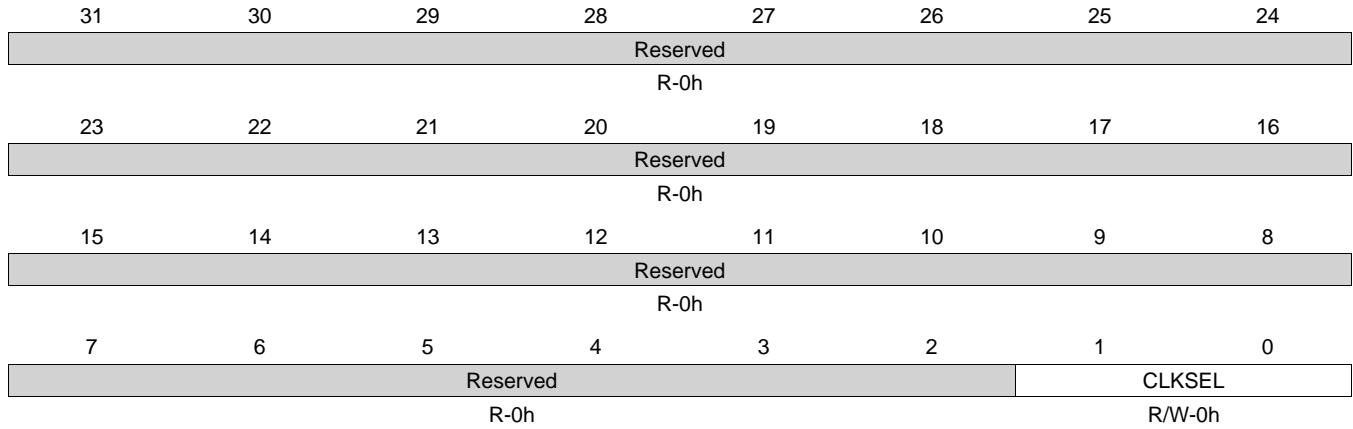 31 30 29 28 27 26 25 24
Reserved
R-0h
23 22 21 20 19 18 17 16
Reserved
R-0h
15 14 13 12 11 10 9 8
Reserved
R-0h
7 6 5 4 3 2 1 0
Reserved CLKSEL
R-0h R/W-0h